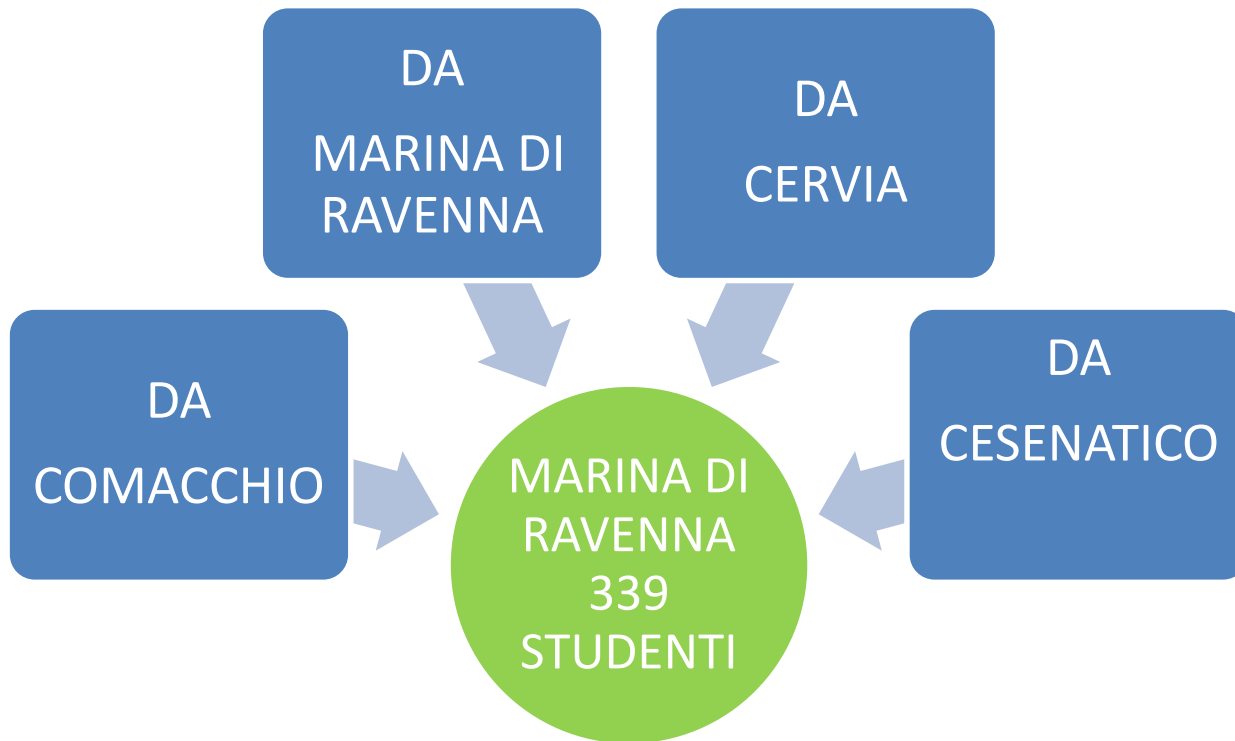 DA
MARINA DI
RAVENNA
DA
CERVIA
DA
COMACCHIO
DA
CESENATICO
MARINA DI
RAVENNA
339
STUDENTI